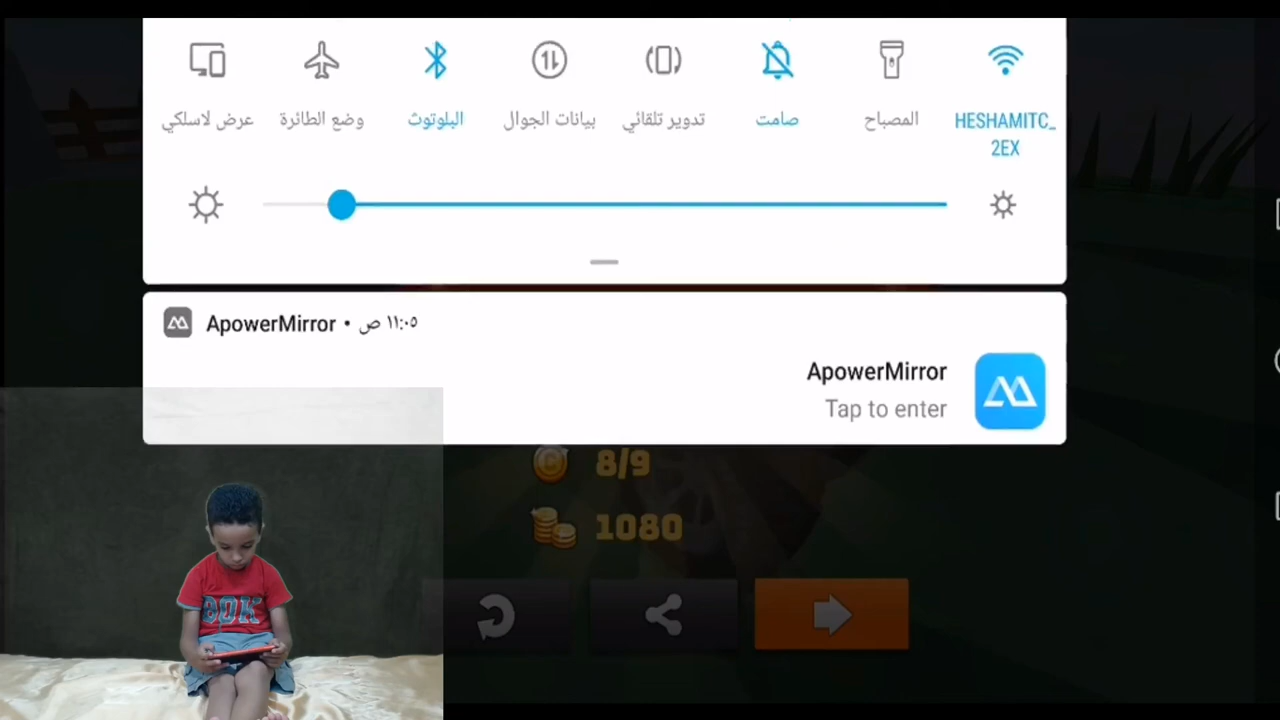 HESHAMITC_
2EX
المصباح
صامت
تدوير تلقائي
بيانات الجوال
البلوتوث
وضع الطائرة
عرض لاسلكي
ApowerMirror • ١١:٠٥ ص
ApowerMirror
Tap to enter
8/9
1080
BOK